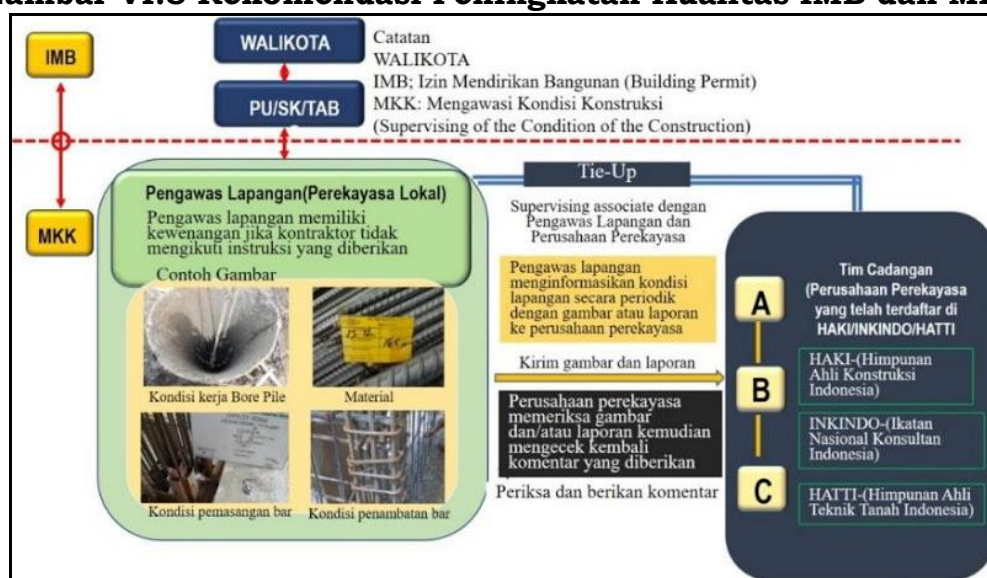 IMB
MKK
WALIKOTA
PU/SK/TAB
Catatan
WALIKOTA
IMB; Izin Mendirikan Bangunan (Building Permit)
MKK: Mengawasi Kondisi Konstruksi
(Supervising of the Condition of the Construction)
Pengawas Lapangan(Perekayasa Lokal)
Pengawas lapangan memiliki
kewenangan jika kontraktor tidak
mengikuti instruksi yang diberikan
Contoh Gambar
Kondisi kerja Bore Pile
Material
Kondisi pemasangan bar
Kondisi penambatan bar
Tie-Up
Supervising associate dengan
Pengawas Lapangan dan
Perusahaan Perekayasa
Pengawas lapangan
menginformasikan kondisi
lapangan secara periodik
dengan gambar atau laporan
ke perusahaan perekayasa
Kirim gambar dan laporan
Perusahaan perekayasa
memeriksa gambar
dan/atau laporan kemudian
mengecek kembali
komentar yang diberikan
Periksa dan berikan komentar
A
B
C
Tim Cadangan
(Perusahaan Perekayasa
yang telah terdaftar di
HAKI/INKINDO/HATTI
HAKI-(Himpunan
Ahli Konstruksi
Indonesia)
INKINDO-(Ikatan
Nasional Konsultan
Indonesia)
HATTI-(Himpunan Ahli
Teknik Tanah Indonesia)